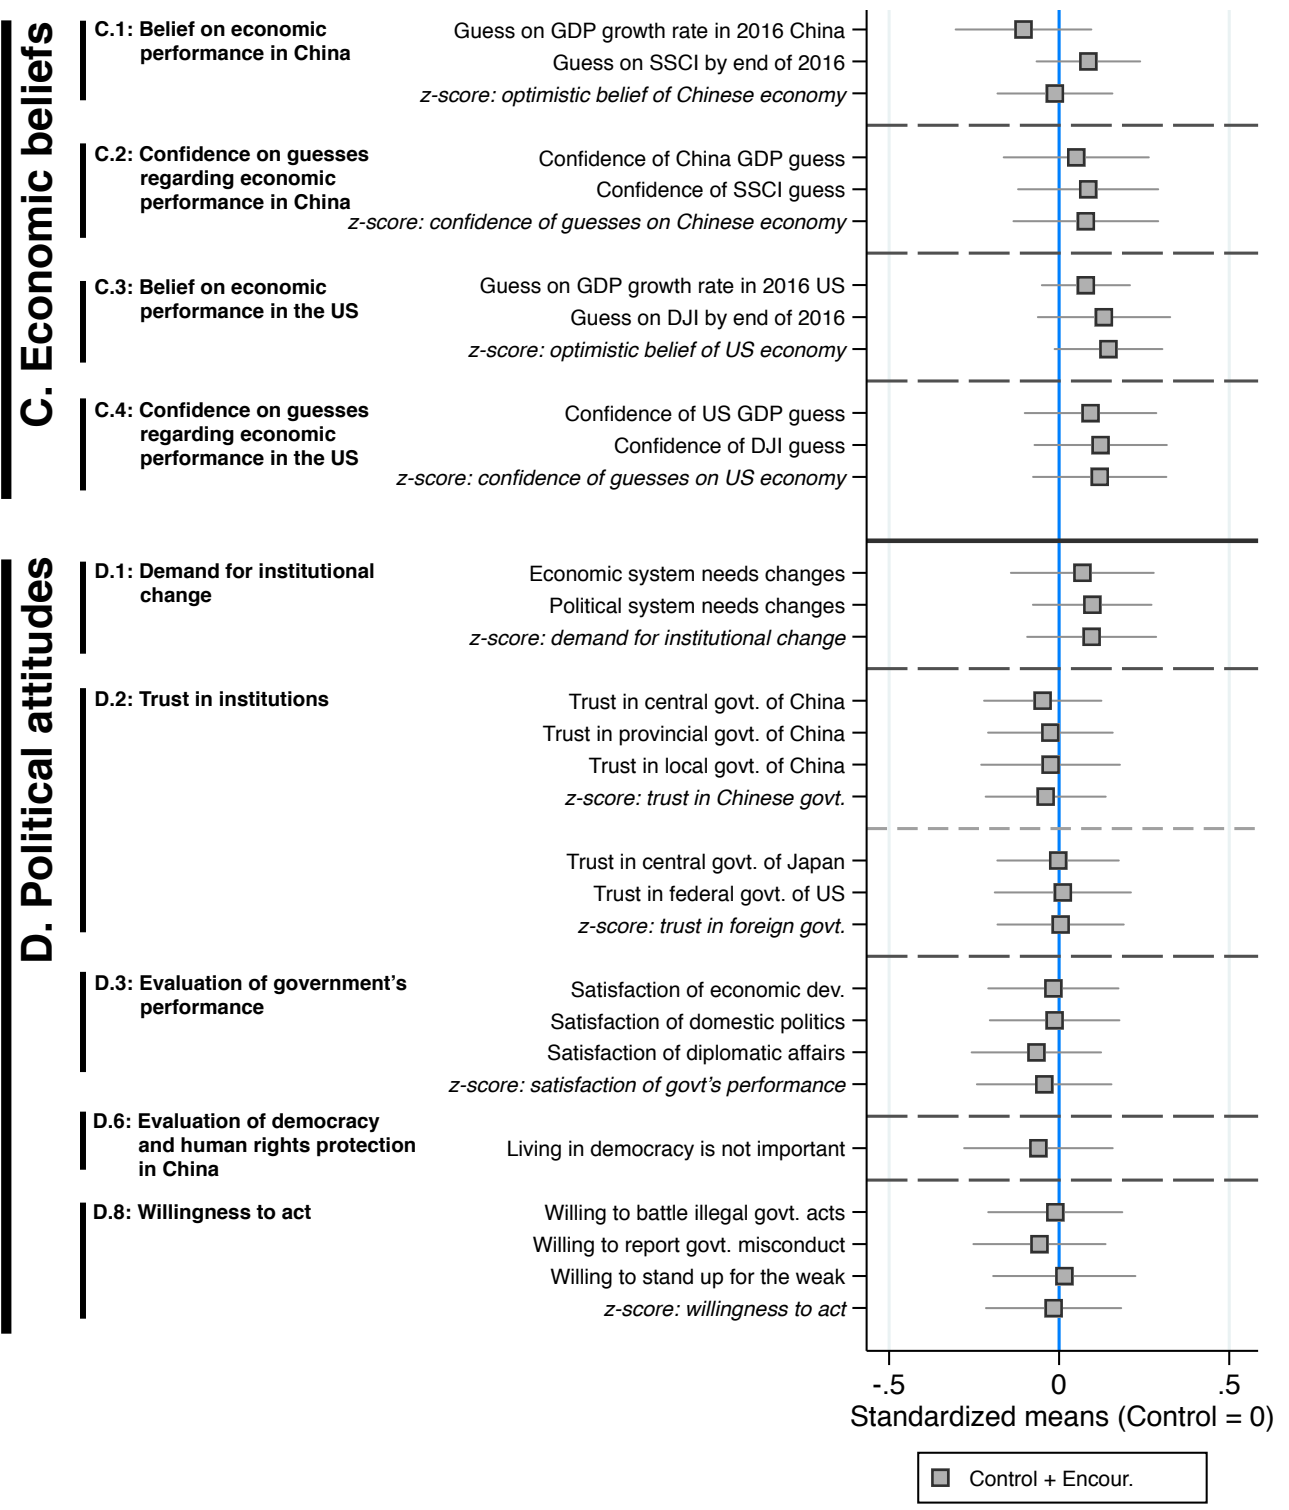 C. Economic beliefs
C.1: Belief on economic
performance in China
Guess on GDP growth rate in 2016 China
Guess on SSCI by end of 2016
z-score: optimistic belief of Chinese economy
C.2: Confidence on guesses
regarding economic
performance in China
Confidence of China GDP guess
Confidence of SSCI guess
z-score: confidence of guesses on Chinese economy
C.3: Belief on economic
performance in the US
Guess on GDP growth rate in 2016 US
Guess on DJI by end of 2016
z-score: optimistic belief of US economy
C.4: Confidence on guesses
regarding economic
performance in the US
Confidence of US GDP guess
Confidence of DJI guess
z-score: confidence of guesses on US economy
D. Political attitudes
D.1: Demand for institutional
change
Economic system needs changes
Political system needs changes
z-score: demand for institutional change
D.2: Trust in institutions
Trust in central govt. of China
Trust in provincial govt. of China
Trust in local govt. of China
z-score: trust in Chinese govt.
Trust in central govt. of Japan
Trust in federal govt. of US
z-score: trust in foreign govt.
D.3: Evaluation of government’s
performance
Satisfaction of economic dev.
Satisfaction of domestic politics
Satisfaction of diplomatic affairs
z-score: satisfaction of govt’s performance
D.6: Evaluation of democracy
and human rights protection
in China
Living in democracy is not important
D.8: Willingness to act
Willing to battle illegal govt. acts
Willing to report govt. misconduct
Willing to stand up for the weak
z-score: willingness to act
-.5 0 .5
Standardized means (Control = 0)
Control + Encour.